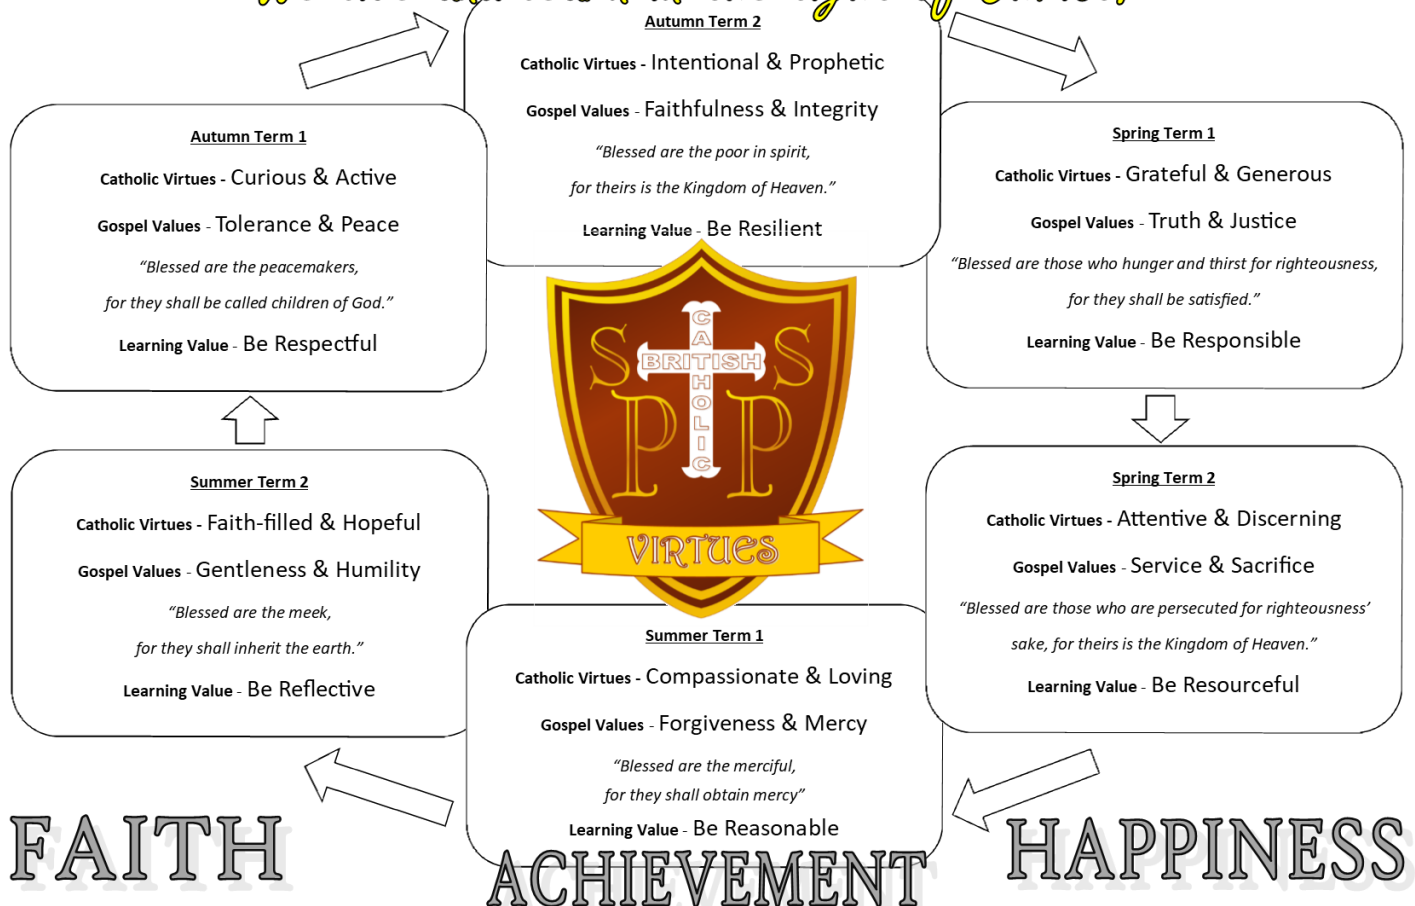 Autumn Term 2
Catholic Virtues - Intentional & Prophetic
Gospel Values - Faithfulness & Integrity
“Blessed are the poor in spirit,
for theirs is the Kingdom of Heaven.”
Learning Value - Be Resilient
Autumn Term 1
Catholic Virtues - Curious & Active
Gospel Values - Tolerance & Peace
“Blessed are the peacemakers,
for they shall be called children of God.”
Learning Value - Be Respectful
Spring Term 1
Catholic Virtues - Grateful & Generous
Gospel Values - Truth & Justice
“Blessed are those who hunger and thirst for righteousness,
for they shall be satisfied.”
Learning Value - Be Responsible
S S
P P
BRITISH
CATHOLIC
VIRTUES
Summer Term 2
Catholic Virtues - Faith-filled & Hopeful
Gospel Values - Gentleness & Humility
“Blessed are the meek,
for they shall inherit the earth.”
Learning Value - Be Reflective
Spring Term 2
Catholic Virtues - Attentive & Discerning
Gospel Values - Service & Sacrifice
“Blessed are those who are persecuted for righteousness’
sake, for theirs is the Kingdom of Heaven.”
Learning Value - Be Resourceful
Summer Term 1
Catholic Virtues - Compassionate & Loving
Gospel Values - Forgiveness & Mercy
“Blessed are the merciful,
for they shall obtain mercy”
Learning Value - Be Reasonable
FAITH
ACHIEVEMENT
HAPPINESS